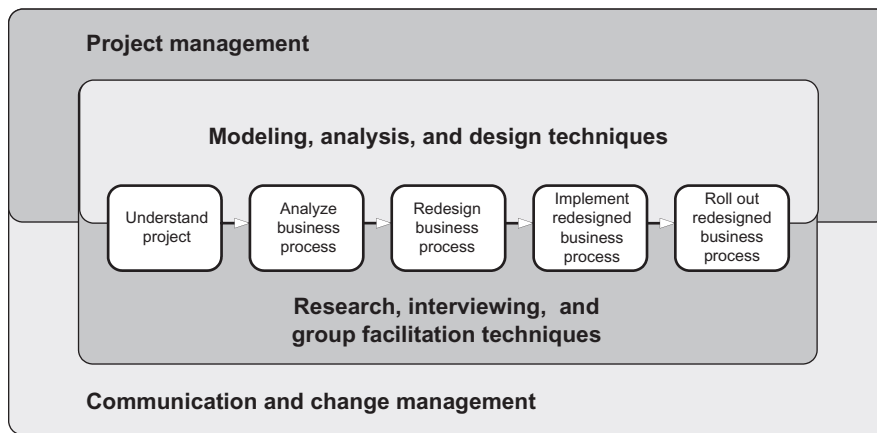 Project management
Modeling, analysis, and design techniques
Understand
project
Analyze
business
process
Redesign
business
process
Implement
redesigned
business
process
Roll out
redesigned
business
process
Research, interviewing, and
group facilitation techniques
Communication and change management